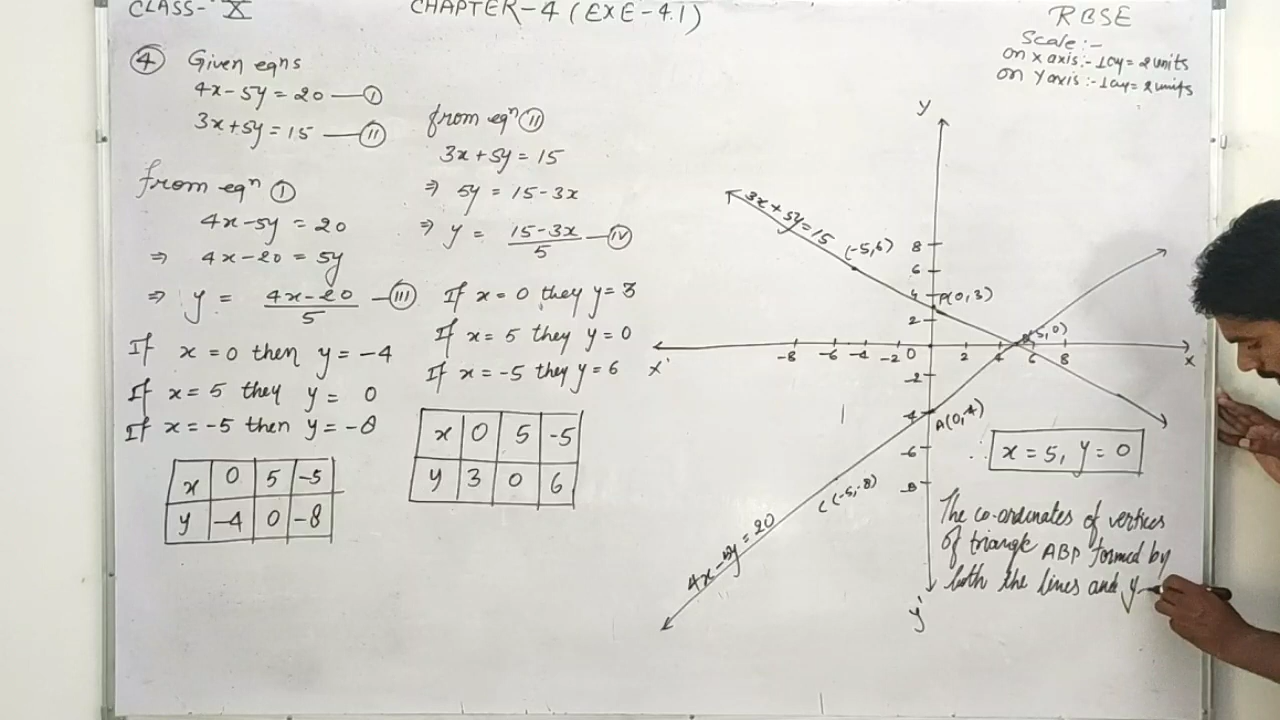 CLASS- X
CHAPTER-4 (EXE-4.1)
RBSE
Scale:-
on x axis:- 1cm = 2 units
on y axis:- 1cm = 2 units
④ Given eqns
4x-5y=20 —Ⓘ
3x+5y=15 —Ⓘ︎Ⓘ
from eqⁿ Ⓘ
4x-5y=20
⇒ 4x-20=5y
⇒ y = (4x-20)/5 —(III)
If x=0 then y=-4
If x=5 they y= 0
If x=-5 then y=-8
x 0 5 -5
y -4 0 -8
from eqⁿ (II)
3x+5y=15
⇒ 5y=15-3x
⇒ y = (15-3x)/5 —(IV)
If x=0 they y=3
If x=5 they y=0
If x=-5 they y=6
x 0 5 -5
y 3 0 6
y
3x+5y=15
(-5,6)
8
6
4 P(0,3)
2
(5,0)
x' -8 -6 -4 -2 0 2 4 6 8 x
-2
-4 A(0,-4)
-6
-8
(-5,-8)
4x-5y=20
y'
∴ x=5, y=0
The co-ordinates of vertices
of triangle ABP formed by
both the lines and y-